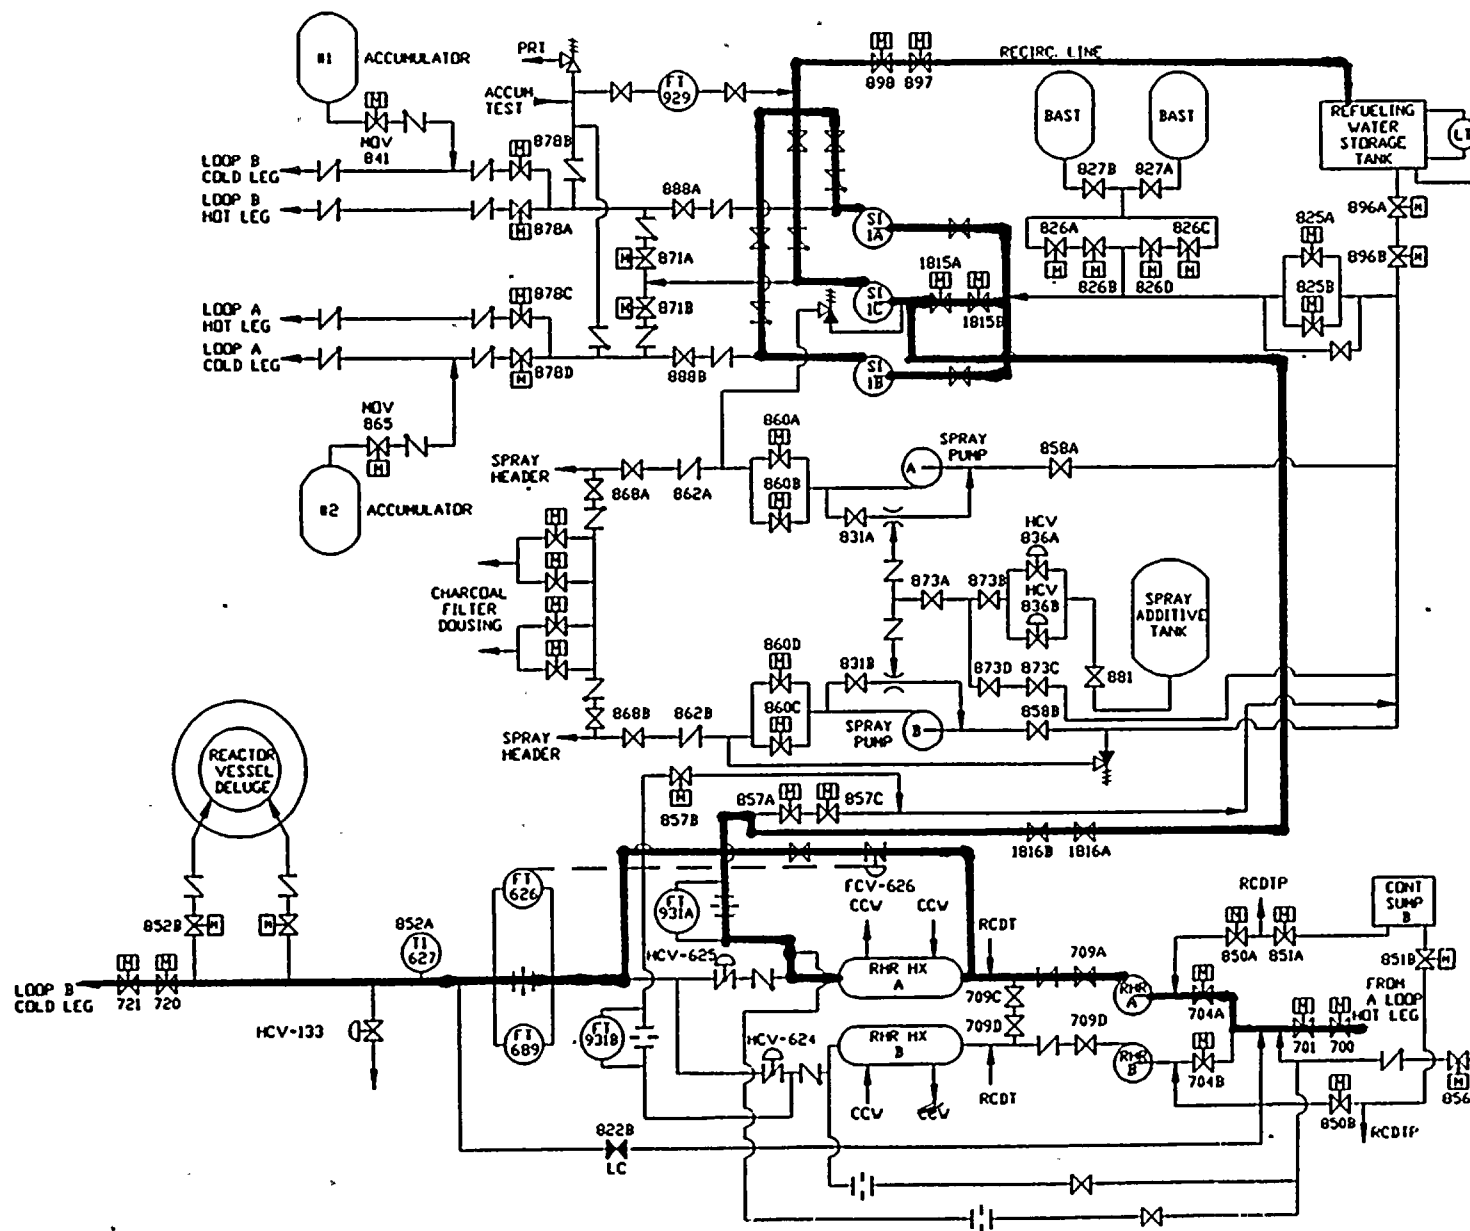 #1
ACCUMULATOR
M
MOV
841
PRT
ACCUM
TEST
FT
929
M
898
M
897
RECIRC. LINE
BAST
BAST
REFUELING
WATER
STORAGE
TANK
827B
827A
LOOP B
COLD LEG
878B
M
LOOP B
HOT LEG
878A
M
888A
SI
1A
826A
826C
825A
M
896A
M
M
M
M
M
826B
826D
M
871A
1815A
M
M
825B
M
896B
M
LOOP A
HOT LEG
878C
M
M
871B
SI
1C
1815B
LOOP A
COLD LEG
878D
M
888B
SI
1B
MOV
865
M
#2
ACCUMULATOR
SPRAY
HEADER
868A
862A
860A
M
860B
M
A
SPRAY
PUMP
858A
831A
CHARCOAL
FILTER
DOUSING
M
M
M
M
873A
873B
HCV
836A
HCV
836B
SPRAY
ADDITIVE
TANK
873D
873C
881
831B
860D
M
860C
M
SPRAY
HEADER
868B
862B
SPRAY
PUMP
B
858B
REACTOR
VESSEL
DELUGE
M
857B
857A
M
M
857C
1816B
1816A
852B
M
M
852A
TI
627
FT
626
FT
689
FT
931A
FCV-626
HCV-625
CCW
CCW
RHR HX
A
RCDT
709A
RHR
A
RCDTP
M
M
850A
851A
CONT
SUMP
B
851B
M
FROM
A LOOP
HOT LEG
LOOP B
COLD LEG
M
M
721
720
HCV-133
FT
931B
HCV-624
RHR HX
B
709C
709D
709D
RHR
B
M
704A
M
704B
M
M
701
700
CCW
CCW
RCDT
M
850B
RCDTP
M
856
822B
LC